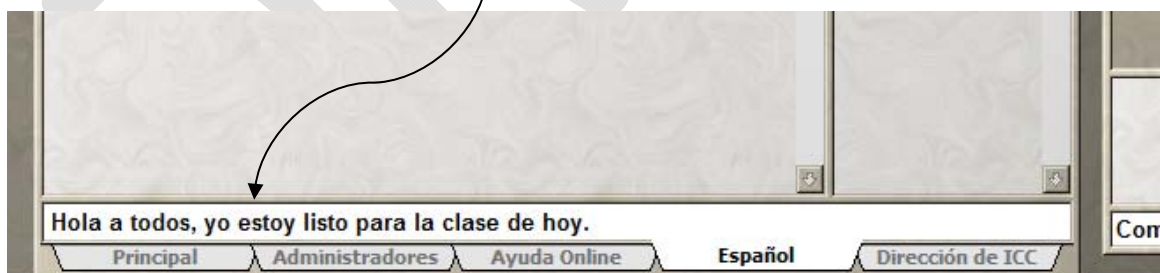 Hola a todos, yo estoy listo para la clase de hoy.
Principal Administradores Ayuda Online Español Dirección de ICC